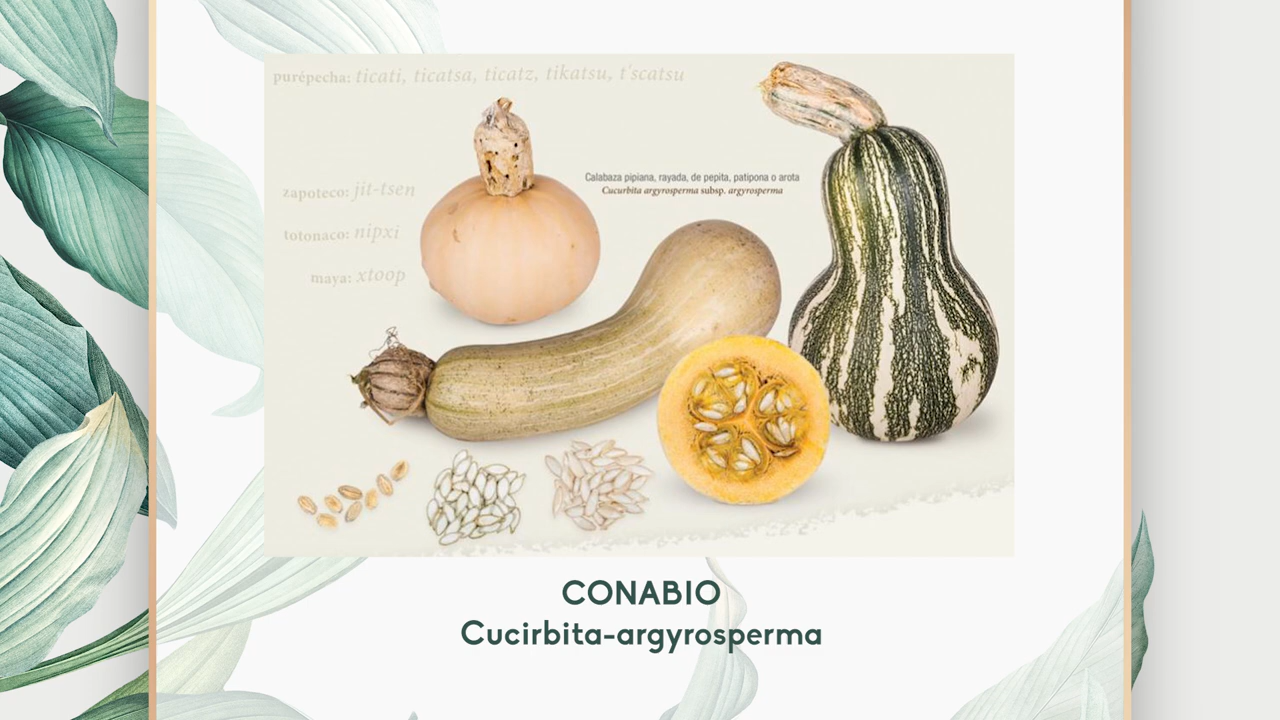 purépecha: ticati, ticatsa, ticatz, tikatsu, t'scatsu
Calabaza pipiana, rayada, de pepita, patipona o arota
Cucurbita argyrosperma subsp. argyrosperma
zapoteco: jit-tsen
totonaco: nipxi
maya: xtoop
CONABIO
Cucirbita-argyrosperma